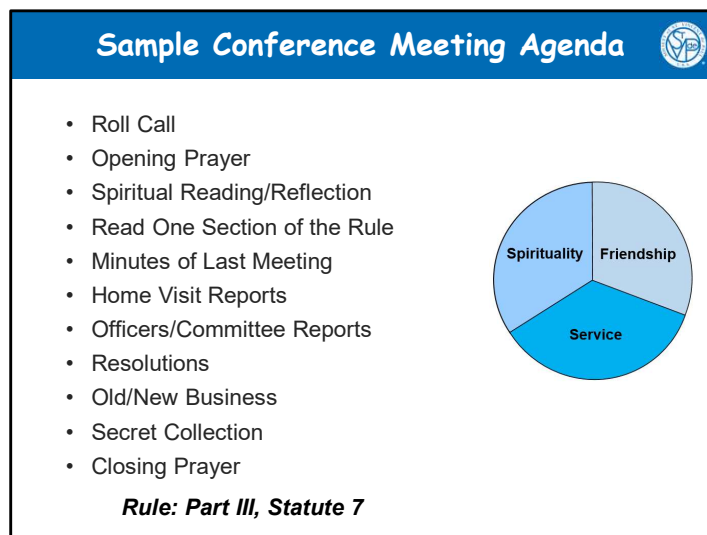 Sample Conference Meeting Agenda
• Roll Call
• Opening Prayer
• Spiritual Reading/Reflection
• Read One Section of the Rule
• Minutes of Last Meeting
• Home Visit Reports
• Officers/Committee Reports
• Resolutions
• Old/New Business
• Secret Collection
• Closing Prayer
Rule: Part III, Statute 7
Spirituality
Friendship
Service